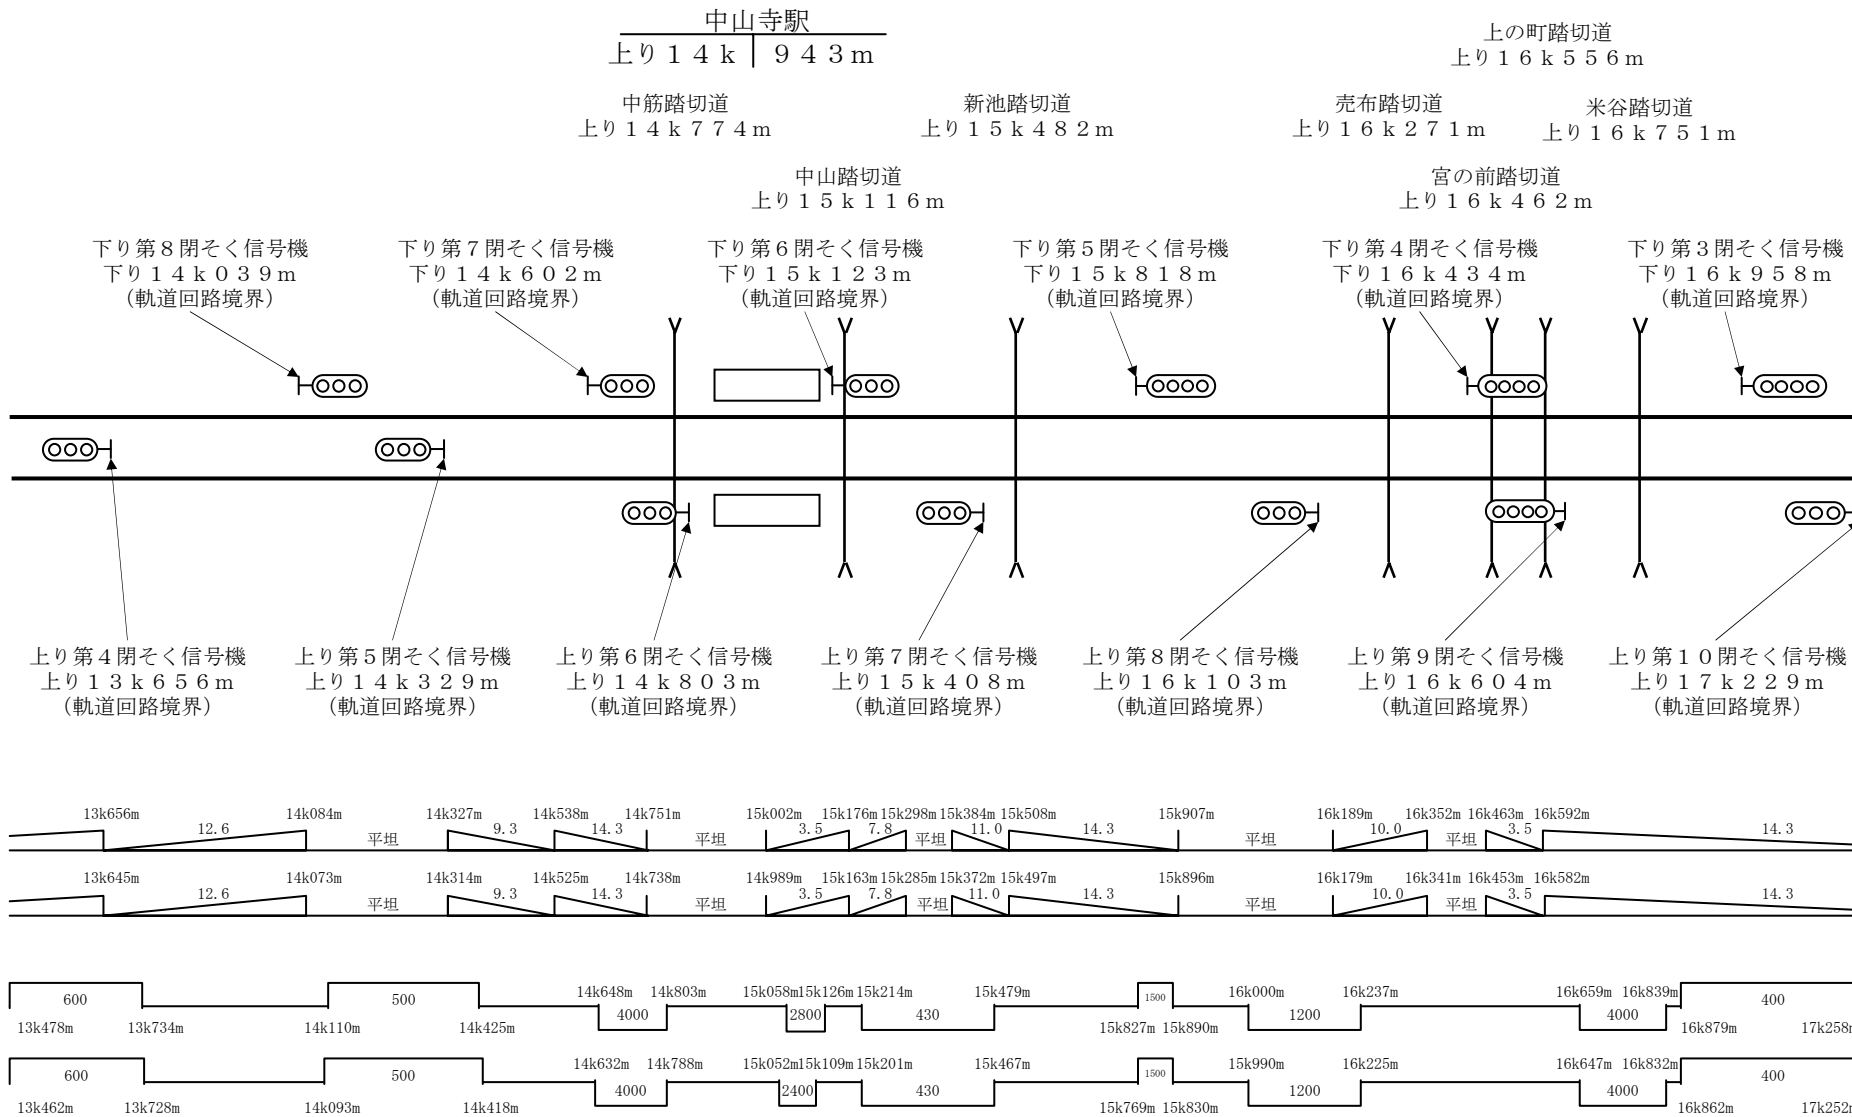 中山寺駅
上り１４ｋ ９４３ｍ
上の町踏切道
上り１６ｋ５５６ｍ
中筋踏切道
上り１４ｋ７７４ｍ
新池踏切道
上り１５ｋ４８２ｍ
売布踏切道
上り１６ｋ２７１ｍ
米谷踏切道
上り１６ｋ７５１ｍ
中山踏切道
上り１５ｋ１１６ｍ
宮の前踏切道
上り１６ｋ４６２ｍ
下り第８閉そく信号機
下り１４ｋ０３９ｍ
（軌道回路境界）
下り第７閉そく信号機
下り１４ｋ６０２ｍ
（軌道回路境界）
下り第６閉そく信号機
下り１５ｋ１２３ｍ
（軌道回路境界）
下り第５閉そく信号機
下り１５ｋ８１８ｍ
（軌道回路境界）
下り第４閉そく信号機
下り１６ｋ４３４ｍ
（軌道回路境界）
下り第３閉そく信号機
下り１６ｋ９５８ｍ
（軌道回路境界）
上り第４閉そく信号機
上り１３ｋ６５６ｍ
（軌道回路境界）
上り第５閉そく信号機
上り１４ｋ３２９ｍ
（軌道回路境界）
上り第６閉そく信号機
上り１４ｋ８０３ｍ
（軌道回路境界）
上り第７閉そく信号機
上り１５ｋ４０８ｍ
（軌道回路境界）
上り第８閉そく信号機
上り１６ｋ１０３ｍ
（軌道回路境界）
上り第９閉そく信号機
上り１６ｋ６０４ｍ
（軌道回路境界）
上り第１０閉そく信号機
上り１７ｋ２２９ｍ
（軌道回路境界）
13k656m 14k084m 14k327m 14k538m 14k751m 15k002m 15k176m 15k298m 15k384m 15k508m 15k907m 16k189m 16k352m 16k463m 16k592m
12.6 平坦 9.3 14.3 平坦 3.5 7.8 平坦 11.0 14.3 平坦 10.0 平坦 3.5 14.3
13k645m 14k073m 14k314m 14k525m 14k738m 14k989m 15k163m 15k285m 15k372m 15k497m 15k896m 16k179m 16k341m 16k453m 16k582m
12.6 平坦 9.3 14.3 平坦 3.5 7.8 平坦 11.0 14.3 平坦 10.0 平坦 3.5 14.3
14k648m 14k803m 15k058m 15k126m 15k214m 15k479m 16k000m 16k237m 16k659m 16k839m
600 500 4000 2800 430 1500 1200 4000 400
13k478m 13k734m 14k110m 14k425m 15k827m 15k890m 16k879m 17k258m
14k632m 14k788m 15k052m 15k109m 15k201m 15k467m 15k990m 16k225m 16k647m 16k832m
600 500 4000 2400 430 1500 1200 4000 400
13k462m 13k728m 14k093m 14k418m 15k769m 15k830m 16k862m 17k252m